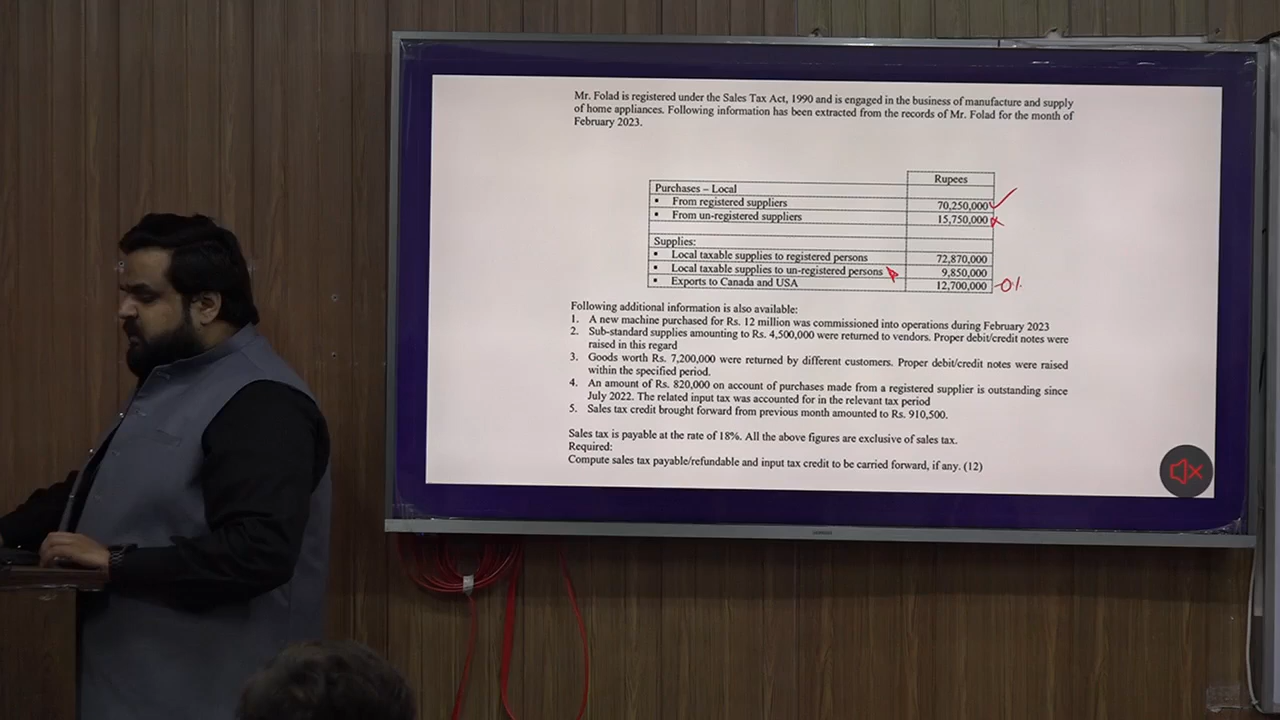 Mr. Folad is registered under the Sales Tax Act, 1990 and is engaged in the business of manufacture and supply
of home appliances. Following information has been extracted from the records of Mr. Folad for the month of
February 2023.
Rupees
Purchases – Local
▪ From registered suppliers 70,250,000
▪ From un-registered suppliers 15,750,000
Supplies:
▪ Local taxable supplies to registered persons 72,870,000
▪ Local taxable supplies to un-registered persons 9,850,000
▪ Exports to Canada and USA 12,700,000 -0%
Following additional information is also available:
1. A new machine purchased for Rs. 12 million was commissioned into operations during February 2023
2. Sub-standard supplies amounting to Rs. 4,500,000 were returned to vendors. Proper debit/credit notes were
raised in this regard
3. Goods worth Rs. 7,200,000 were returned by different customers. Proper debit/credit notes were raised
within the specified period.
4. An amount of Rs. 820,000 on account of purchases made from a registered supplier is outstanding since
July 2022. The related input tax was accounted for in the relevant tax period
5. Sales tax credit brought forward from previous month amounted to Rs. 910,500.
Sales tax is payable at the rate of 18%. All the above figures are exclusive of sales tax.
Required:
Compute sales tax payable/refundable and input tax credit to be carried forward, if any. (12)